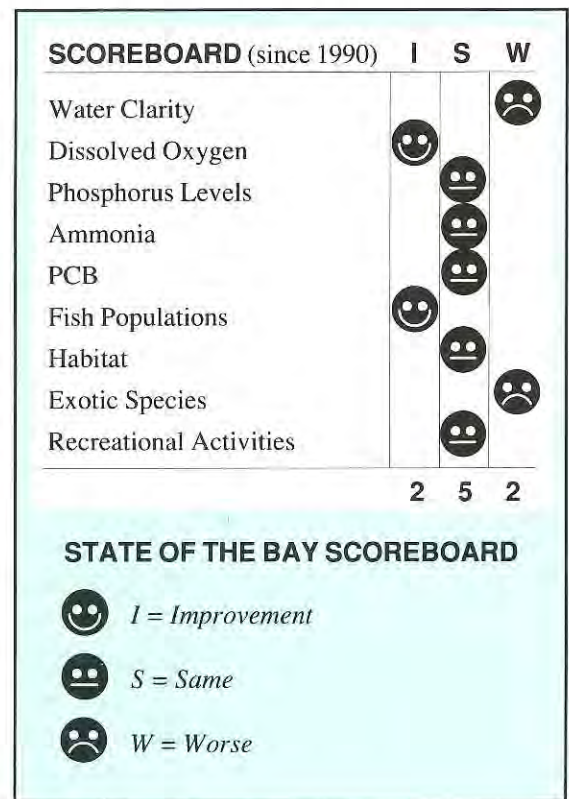 SCOREBOARD (since 1990) I S W
Water Clarity
Dissolved Oxygen
Phosphorus Levels
Ammonia
PCB
Fish Populations
Habitat
Exotic Species
Recreational Activities
2 5 2
STATE OF THE BAY SCOREBOARD
I = Improvement
S = Same
W = Worse